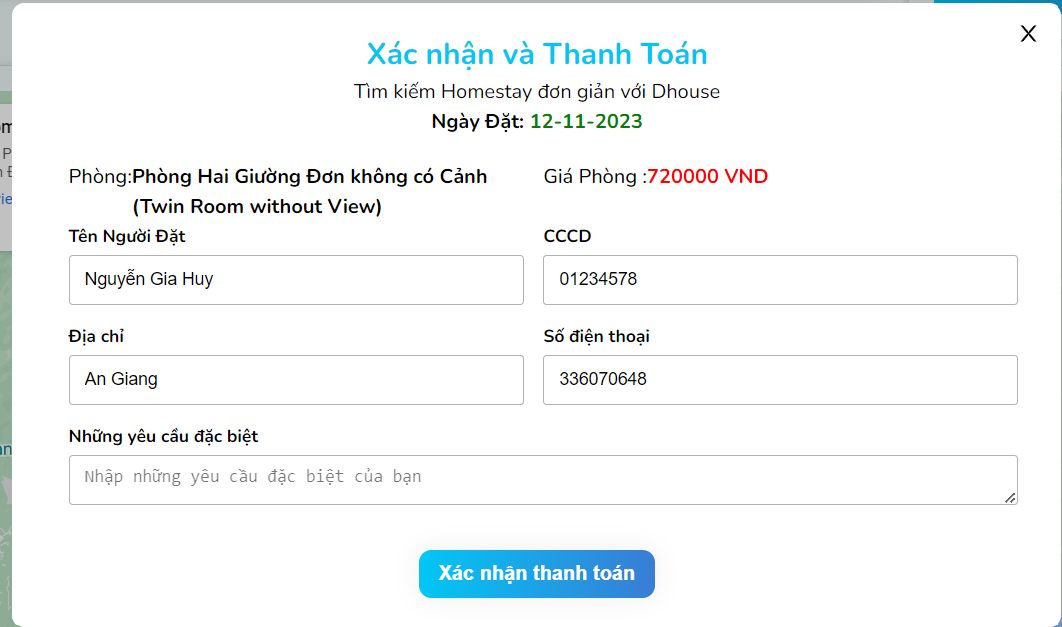 X
Xác nhận và Thanh Toán
Tìm kiếm Homestay đơn giản với Dhouse
Ngày Đặt: 12-11-2023
Phòng:Phòng Hai Giường Đơn không có Cảnh
(Twin Room without View)
Giá Phòng :720000 VND
Tên Người Đặt
Nguyễn Gia Huy
CCCD
01234578
Địa chỉ
An Giang
Số điện thoại
336070648
Những yêu cầu đặc biệt
Nhập những yêu cầu đặc biệt của bạn
Xác nhận thanh toán